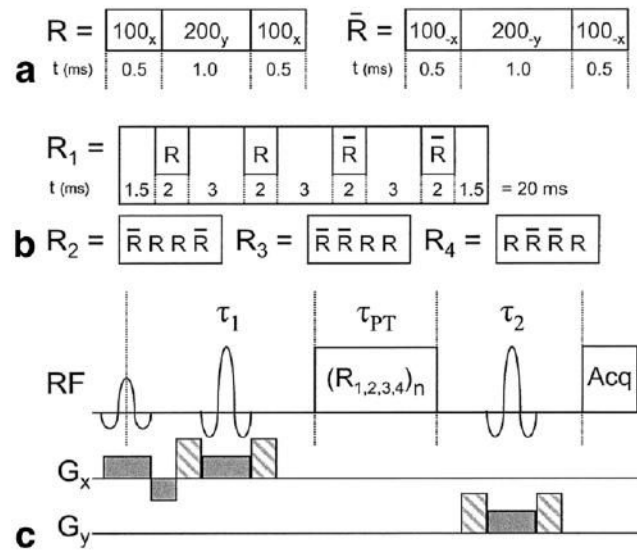 R = 100x 200y 100x
t (ms) 0.5 1.0 0.5
R̄ = 100-x 200-y 100-x
0.5 1.0 0.5
a
R1 = R R R̄ R̄
t (ms) 1.5 2 3 2 3 2 3 2 1.5 = 20 ms
b R2 = R̄ R R R̄ R3 = R̄ R̄ R R R4 = R R̄ R̄ R
τ1 τPT τ2
RF (R1,2,3,4)n Acq
Gx
c Gy